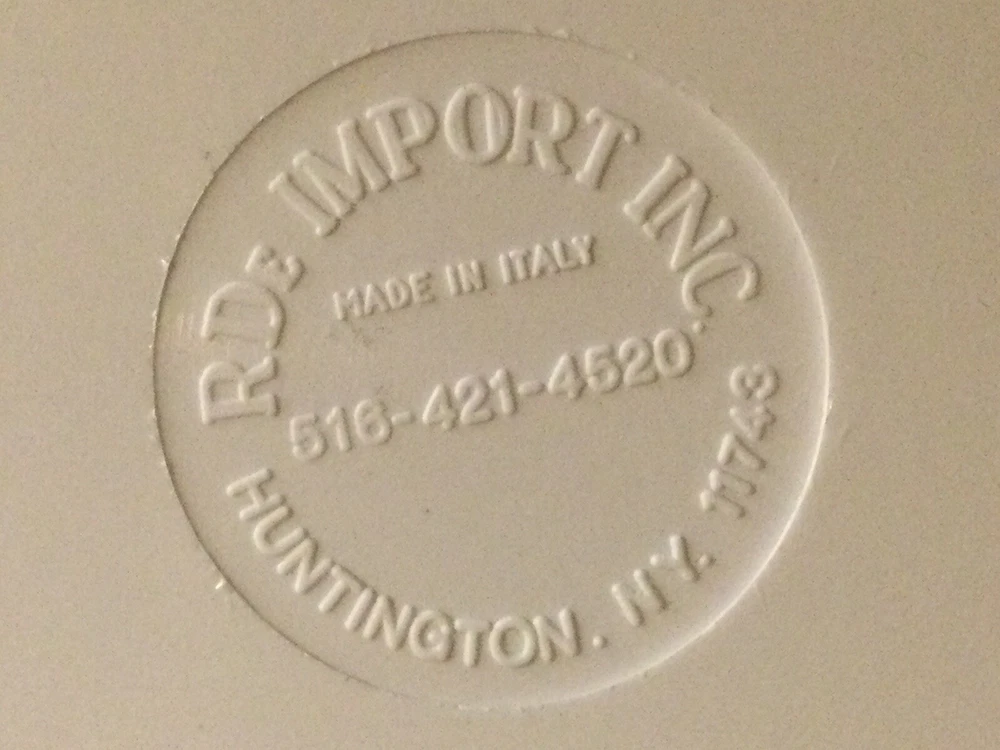 RDE IMPORT INC.
MADE IN ITALY
516-421-4520
HUNTINGTON. N.Y. 11743